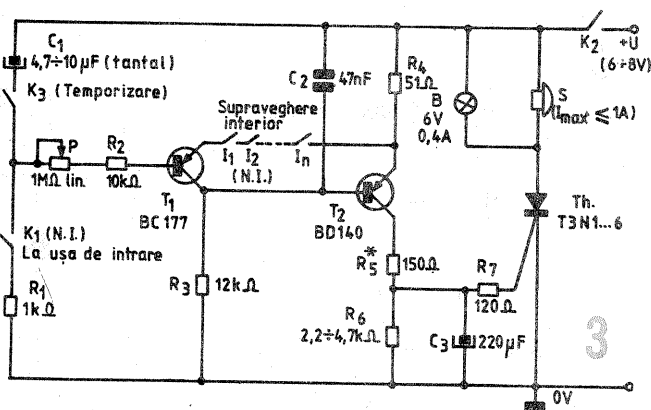 C1
4,7÷10µF (tantal)
K3 (Temporizare)
P
1MΩ lin.
R2
10kΩ
K1 (N.I.)
La ușa de intrare
R1
1kΩ
T1
BC 177
R3
12kΩ
Supraveghere
interior
I1 I2 In
(N.I.)
C2
47nF
R4
51Ω
T2
BD140
R5*
150Ω
R6
2,2÷4,7kΩ
C3
220µF
R7
120Ω
B
6V
0,4A
S
(Imax ≤ 1A)
K2
+U
(6÷8V)
Th.
T3N1...6
3
0V